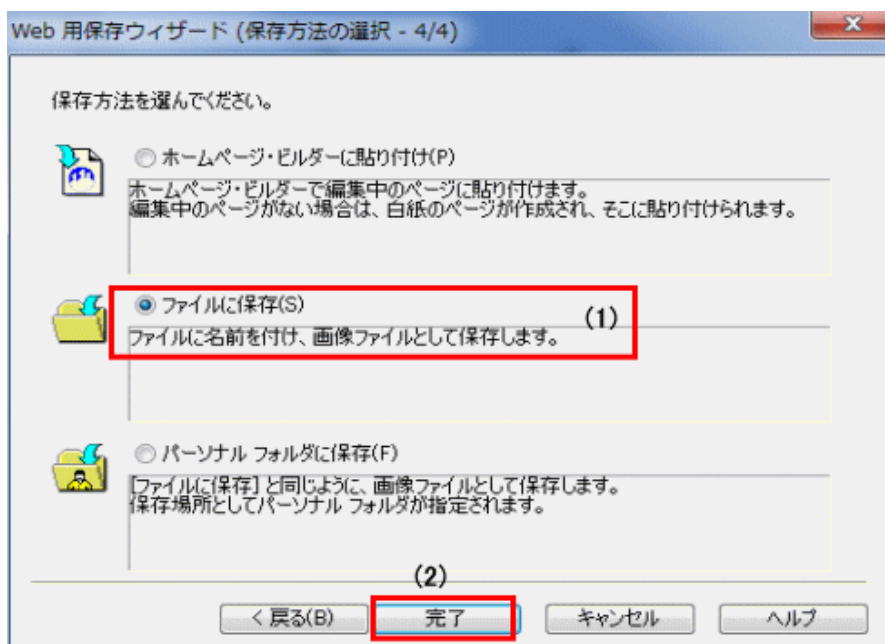 Web 用保存ウィザード (保存方法の選択 - 4/4)
保存方法を選んでください。
ホームページ・ビルダーに貼り付け(P)
ホームページ・ビルダーで編集中のページに貼り付けます。
編集中のページがない場合は、白紙のページが作成され、そこに貼り付けられます。
ファイルに保存(S)
(1)
ファイルに名前を付け、画像ファイルとして保存します。
パーソナル フォルダに保存(F)
[ファイルに保存] と同じように、画像ファイルとして保存します。
保存場所としてパーソナル フォルダが指定されます。
(2)
< 戻る(B)
完了
キャンセル
ヘルプ